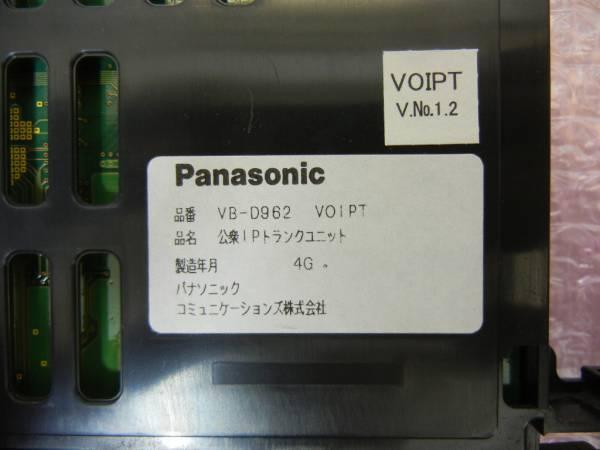 VOIPT
V.No.1.2
Panasonic
品番 VB-D962 VOIPT
品名 公衆IPトランクユニット
製造年月 4G 。
パナソニック
コミュニケーションズ株式会社